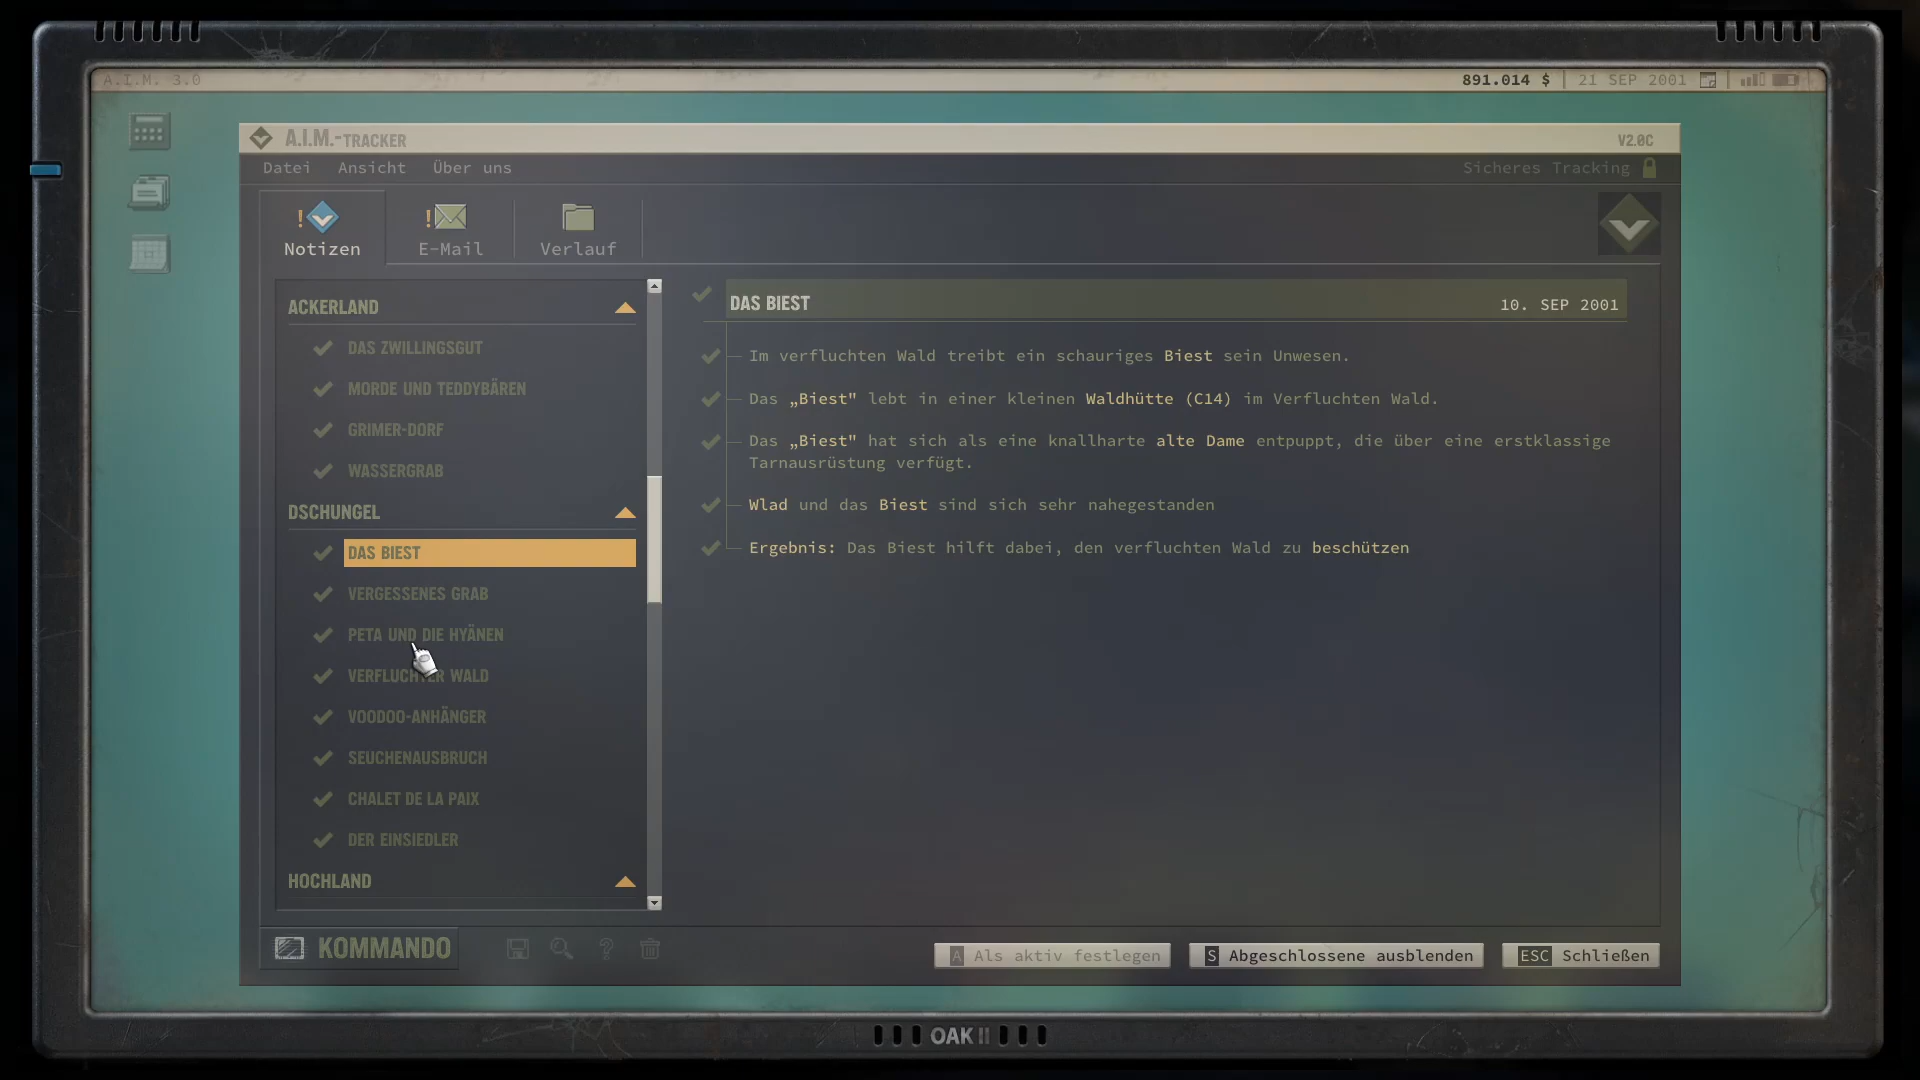 A.I.M. 3.0
891.014 $ | 21 SEP 2001
A.I.M.-TRACKER
V2.0C
Datei Ansicht Über uns
Sicheres Tracking
! Notizen
! E-Mail
Verlauf
ACKERLAND
DAS ZWILLINGSGUT
MORDE UND TEDDYBÄREN
GRIMER-DORF
WASSERGRAB
DSCHUNGEL
DAS BIEST
VERGESSENES GRAB
PETA UND DIE HYÄNEN
VERFLUCHTER WALD
VOODOO-ANHÄNGER
SEUCHENAUSBRUCH
CHALET DE LA PAIX
DER EINSIEDLER
HOCHLAND
DAS BIEST
10. SEP 2001
Im verfluchten Wald treibt ein schauriges Biest sein Unwesen.
Das „Biest" lebt in einer kleinen Waldhütte (C14) im Verfluchten Wald.
Das „Biest" hat sich als eine knallharte alte Dame entpuppt, die über eine erstklassige
Tarnausrüstung verfügt.
Wlad und das Biest sind sich sehr nahegestanden
Ergebnis: Das Biest hilft dabei, den verfluchten Wald zu beschützen
KOMMANDO
?
A Als aktiv festlegen
S Abgeschlossene ausblenden
ESC Schließen
OAK II